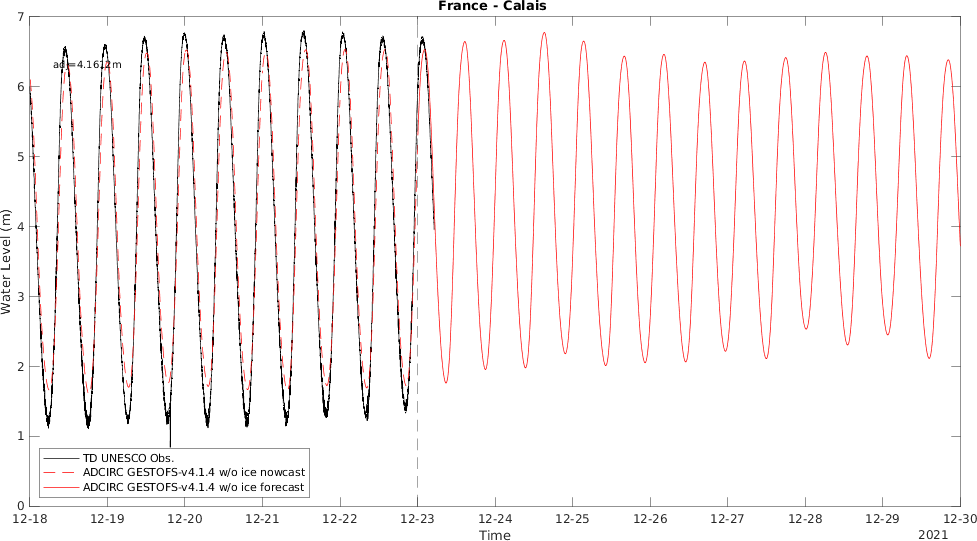 France - Calais
7
adj=4.1612m
6
5
4
3
2
1
0
Water Level (m)
TD UNESCO Obs.
ADCIRC GESTOFS-v4.1.4 w/o ice nowcast
ADCIRC GESTOFS-v4.1.4 w/o ice forecast
12-18 12-19 12-20 12-21 12-22 12-23 12-24 12-25 12-26 12-27 12-28 12-29 12-30
Time
2021